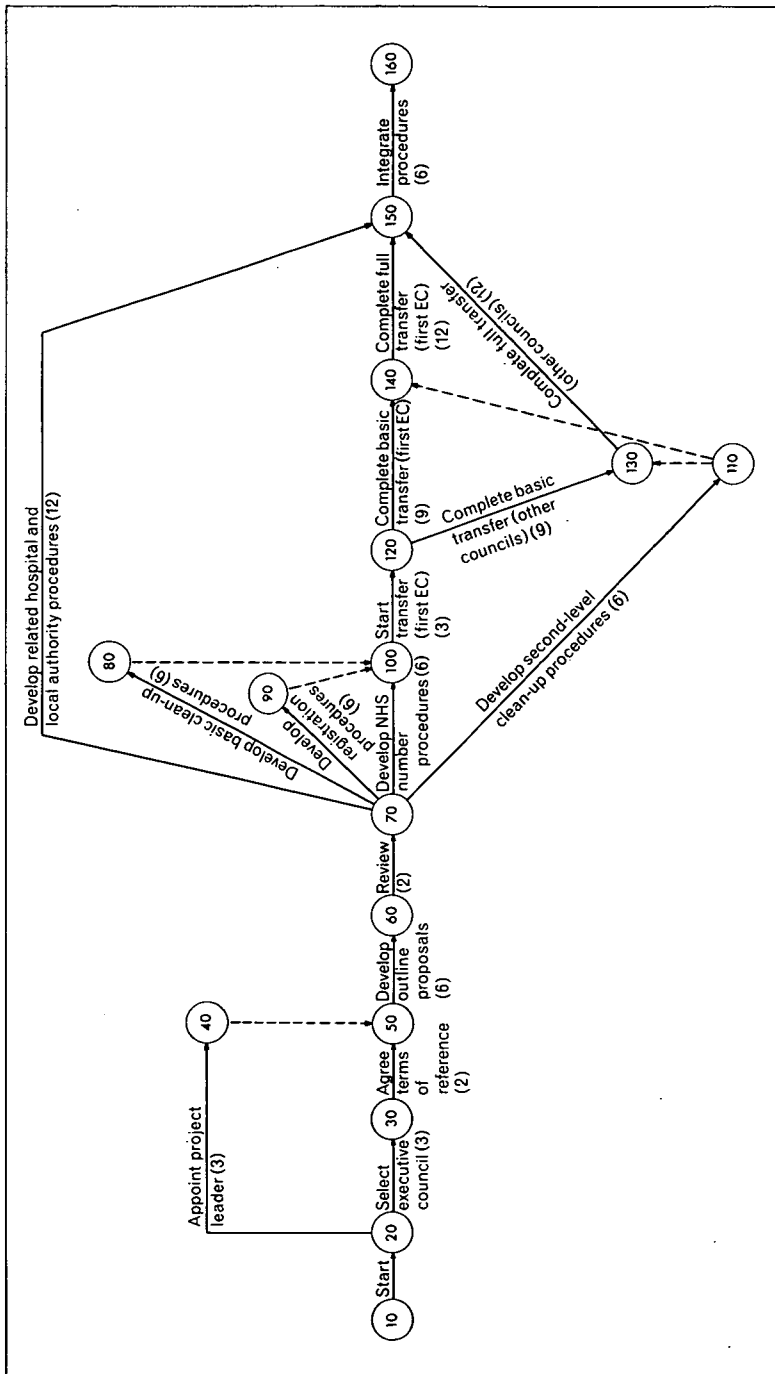 10
Start
20
Appoint project
leader (3)
40
Select
executive
council (3)
30
Agree
terms
of
reference
(2)
50
Develop
outline
proposals
(6)
60
Review
(2)
70
Develop related hospital and
local authority procedures (12)
Develop basic clean-up
procedures (6)
80
Develop
registration
procedures
(6)
90
Develop NHS
number
procedures (6)
100
Develop second-level
clean-up procedures (6)
110
Start
transfer
(first EC)
(3)
120
Complete basic
transfer (first EC)
(9)
140
Complete basic
transfer (other
councils) (9)
130
Complete full
transfer
(first EC)
(12)
Complete full transfer
(other councils) (12)
150
Integrate
procedures
(6)
160